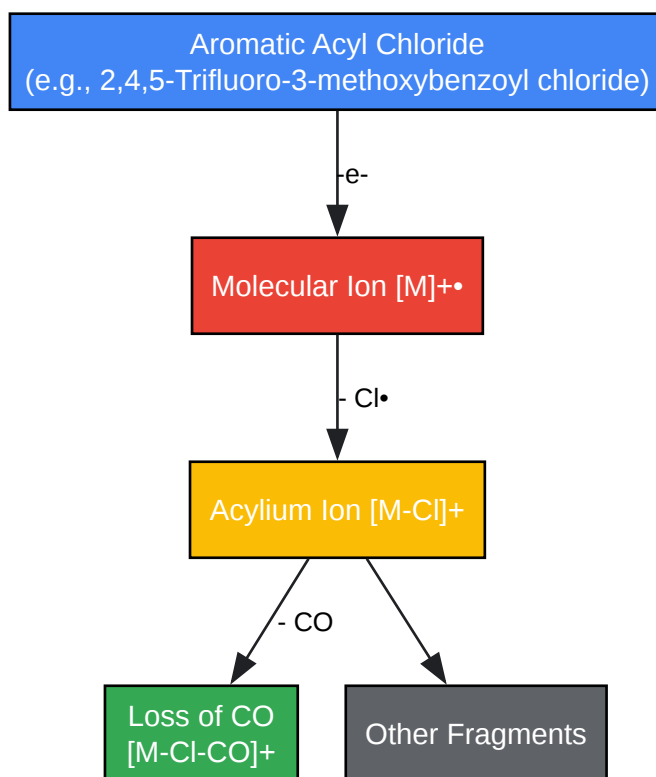 Aromatic Acyl Chloride
(e.g., 2,4,5-Trifluoro-3-methoxybenzoyl chloride)
-e-
Molecular Ion [M]+•
- Cl•
Acylium Ion [M-Cl]+
- CO
Loss of CO
[M-Cl-CO]+
Other Fragments